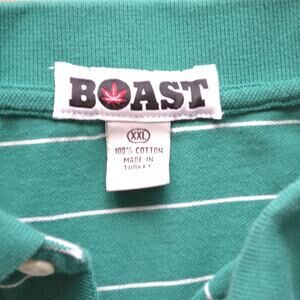 BOAST
XXL
100% COTTON
MADE IN
TURKEY